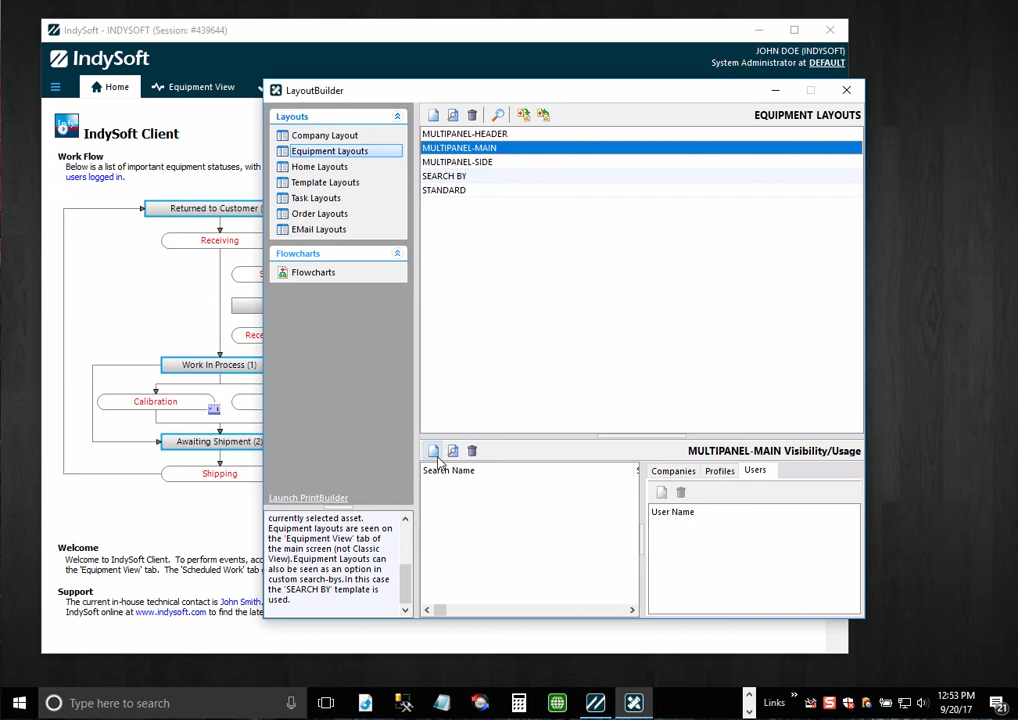 IndySoft - INDYSOFT (Session: #439644)
IndySoft
JOHN DOE (INDYSOFT)
System Administrator at DEFAULT
Home
Equipment View
IndySoft Client
Work Flow
Below is a list of important equipment statuses, with
users logged in.
Returned to Customer (
Receiving
S
Rece
Work In Process (1)
Calibration
1
Awaiting Shipment (2)
Shipping
Welcome
Welcome to IndySoft Client. To perform events, acc
the 'Equipment View' tab. The 'Scheduled Work' tab
Support
The current in-house technical contact is John Smith.
IndySoft online at www.indysoft.com to find the late
LayoutBuilder
Layouts
Company Layout
Equipment Layouts
Home Layouts
Template Layouts
Task Layouts
Order Layouts
EMail Layouts
Flowcharts
Flowcharts
Launch PrintBuilder
currently selected asset.
Equipment layouts are seen on
the 'Equipment View' tab of
the main screen (not Classic
View).Equipment Layouts can
also be seen as an option in
custom search-bys.In this case
the 'SEARCH BY' template is
used.
EQUIPMENT LAYOUTS
MULTIPANEL-HEADER
MULTIPANEL-MAIN
MULTIPANEL-SIDE
SEARCH BY
STANDARD
MULTIPANEL-MAIN Visibility/Usage
Search Name
S
Companies
Profiles
Users
User Name
Type here to search
Links
12:53 PM
9/20/17
21